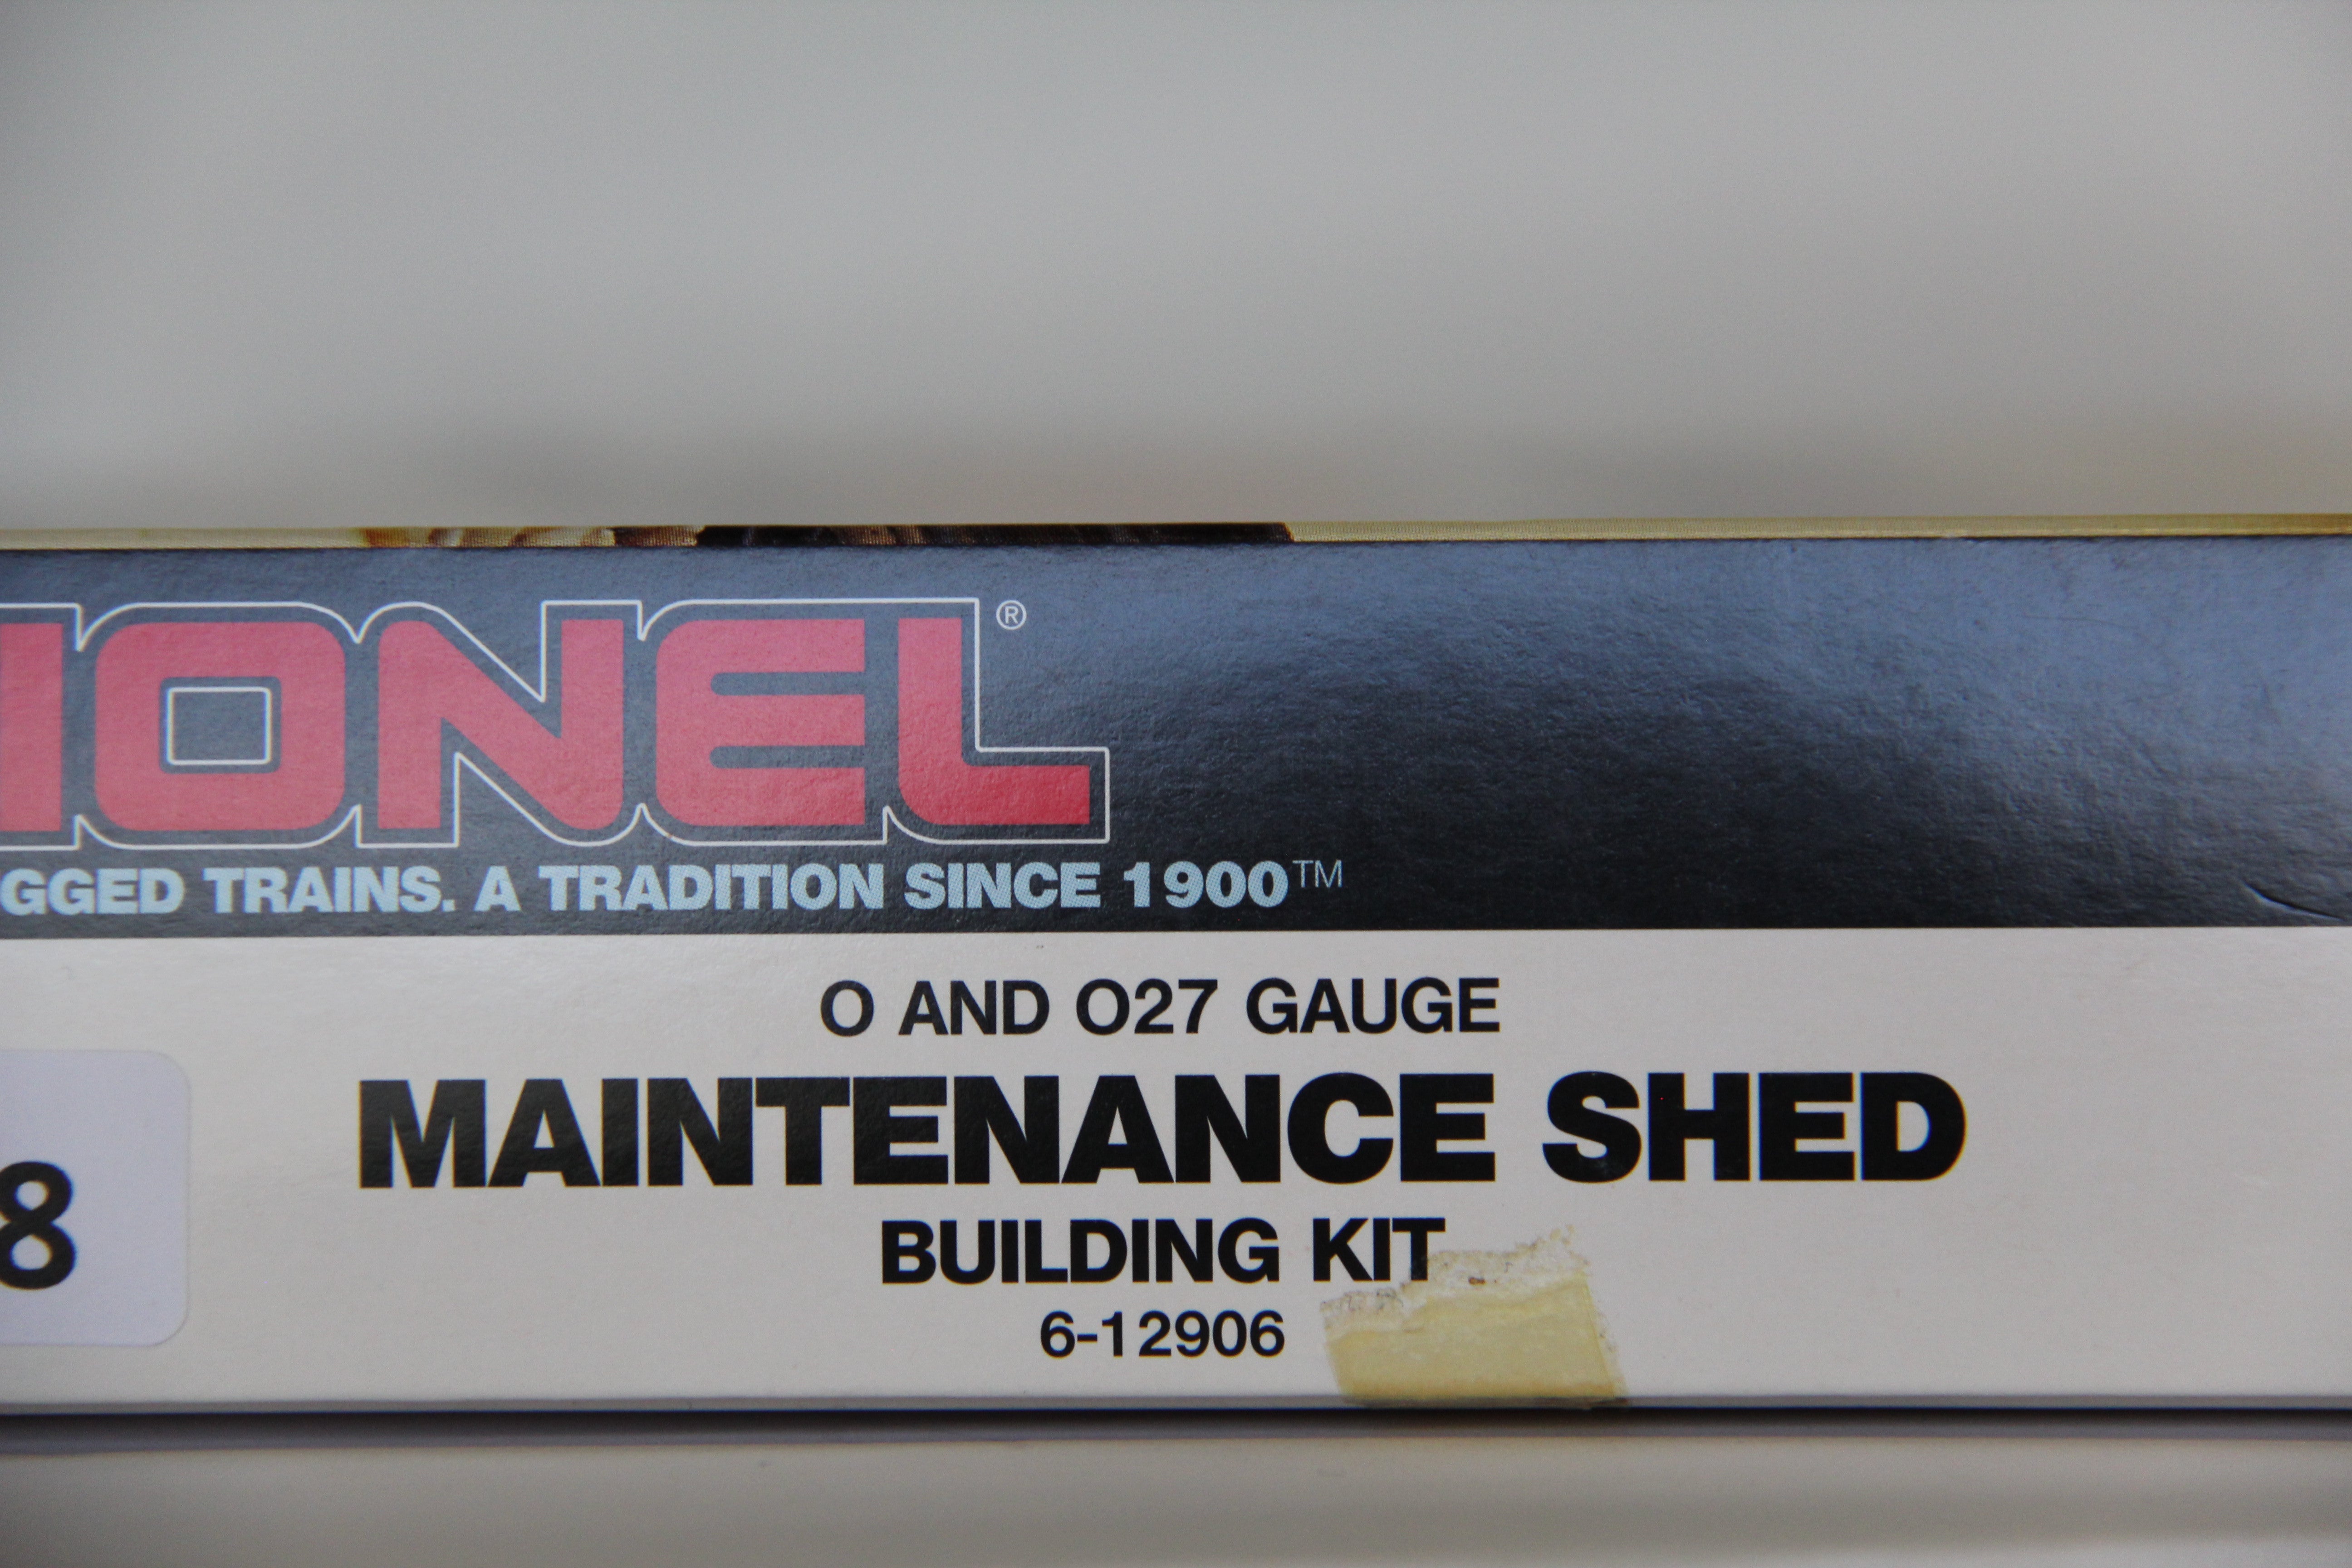 IONEL®
GGED TRAINS. A TRADITION SINCE 1900™
O AND O27 GAUGE
MAINTENANCE SHED
8
BUILDING KIT
6-12906